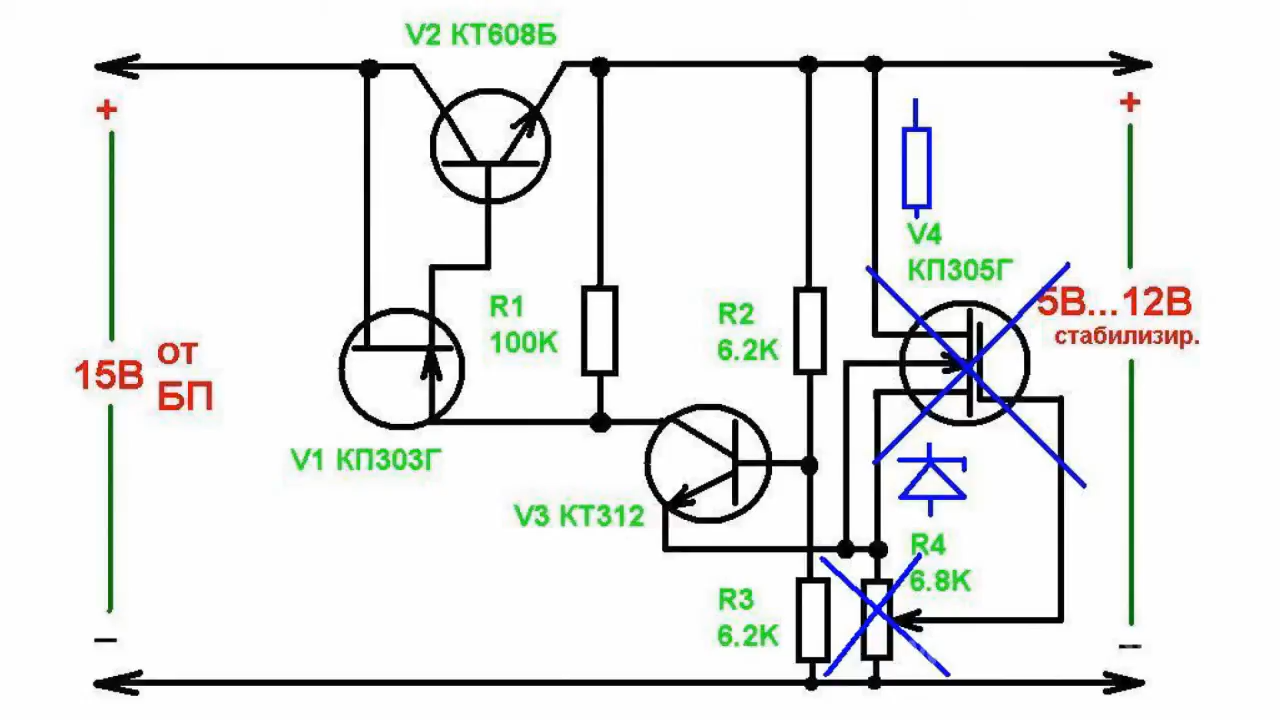 V2 КТ608Б
+
+
V4
КП305Г
R1
100K
R2
6.2K
5В...12В
стабилизир.
15В
от
БП
V1 КП303Г
V3 КТ312
R4
6.8K
R3
6.2K
–
–